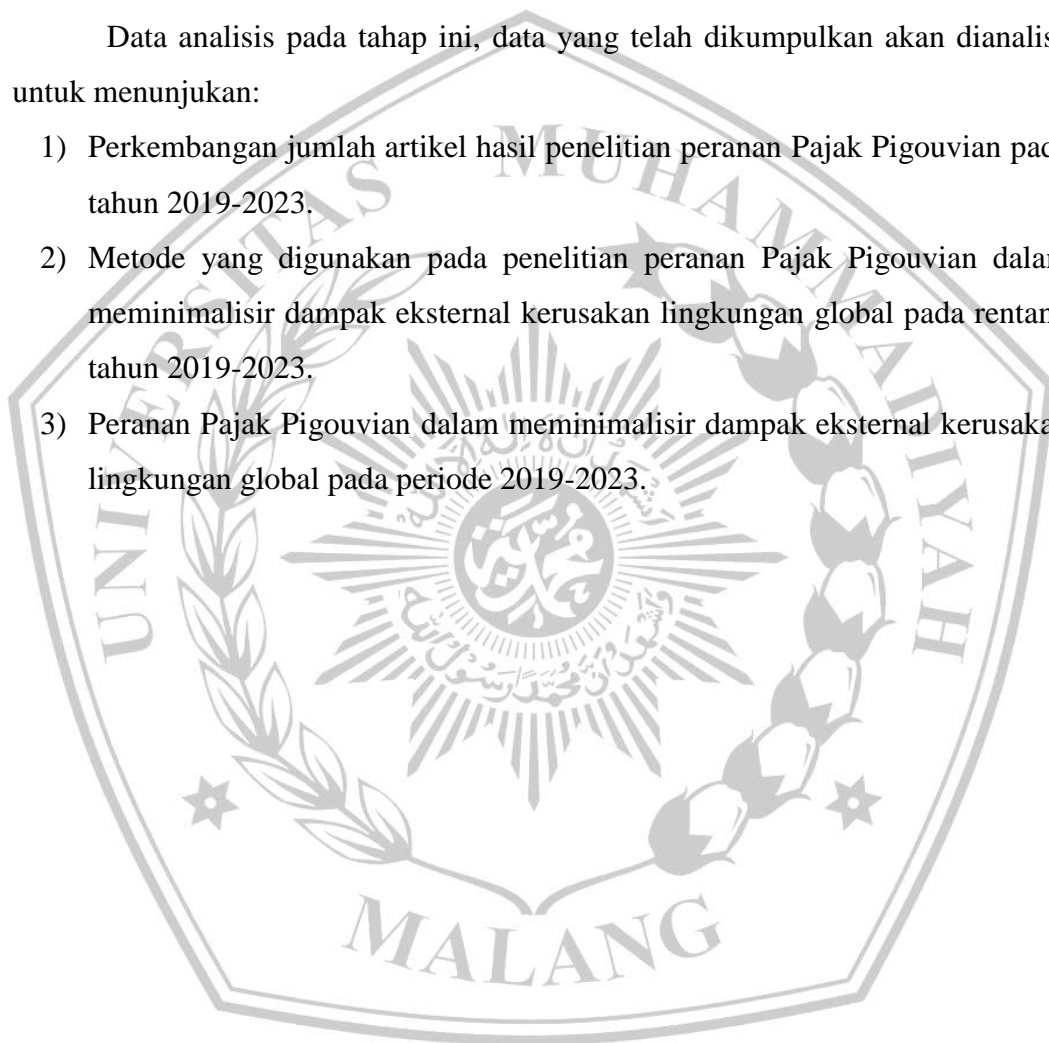 Data analisis pada tahap ini, data yang telah dikumpulkan akan dianalis
untuk menunjukan:
1) Perkembangan jumlah artikel hasil penelitian peranan Pajak Pigouvian pad
tahun 2019-2023.
2) Metode yang digunakan pada penelitian peranan Pajak Pigouvian dalam
meminimalisir dampak eksternal kerusakan lingkungan global pada rentan
tahun 2019-2023.
3) Peranan Pajak Pigouvian dalam meminimalisir dampak eksternal kerusaka
lingkungan global pada periode 2019-2023.
UNIVERSITAS MUHAMMADIYAH
MALANG